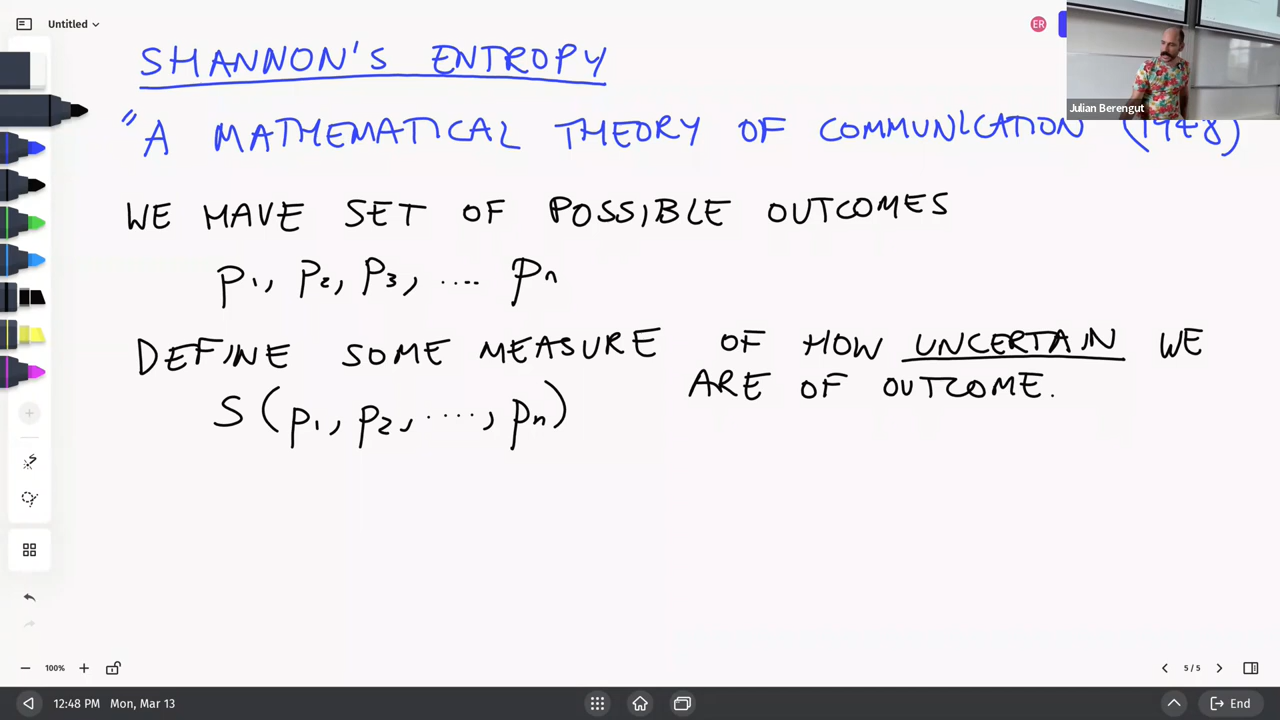 Untitled
ER
SHANNON'S ENTROPY
Julian Berengut
"A MATHEMATICAL THEORY OF COMMUNICATION (1948)
WE HAVE SET OF POSSIBLE OUTCOMES
p1, p2, p3, .... pn
DEFINE SOME MEASURE OF HOW UNCERTAIN WE
ARE OF OUTCOME.
S(p1, p2, ...., pn)
100%
5/5
12:48 PM Mon, Mar 13
End